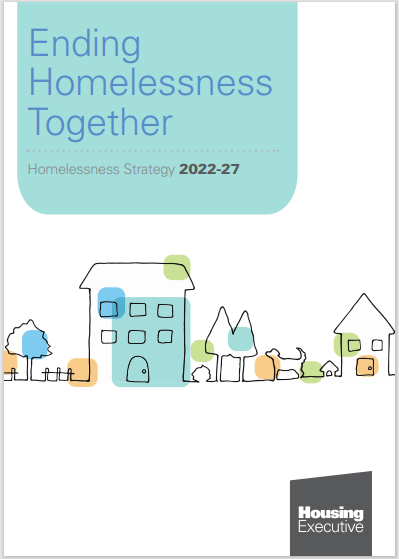 Ending
Homelessness
Together
Homelessness Strategy 2022-27
Housing
Executive